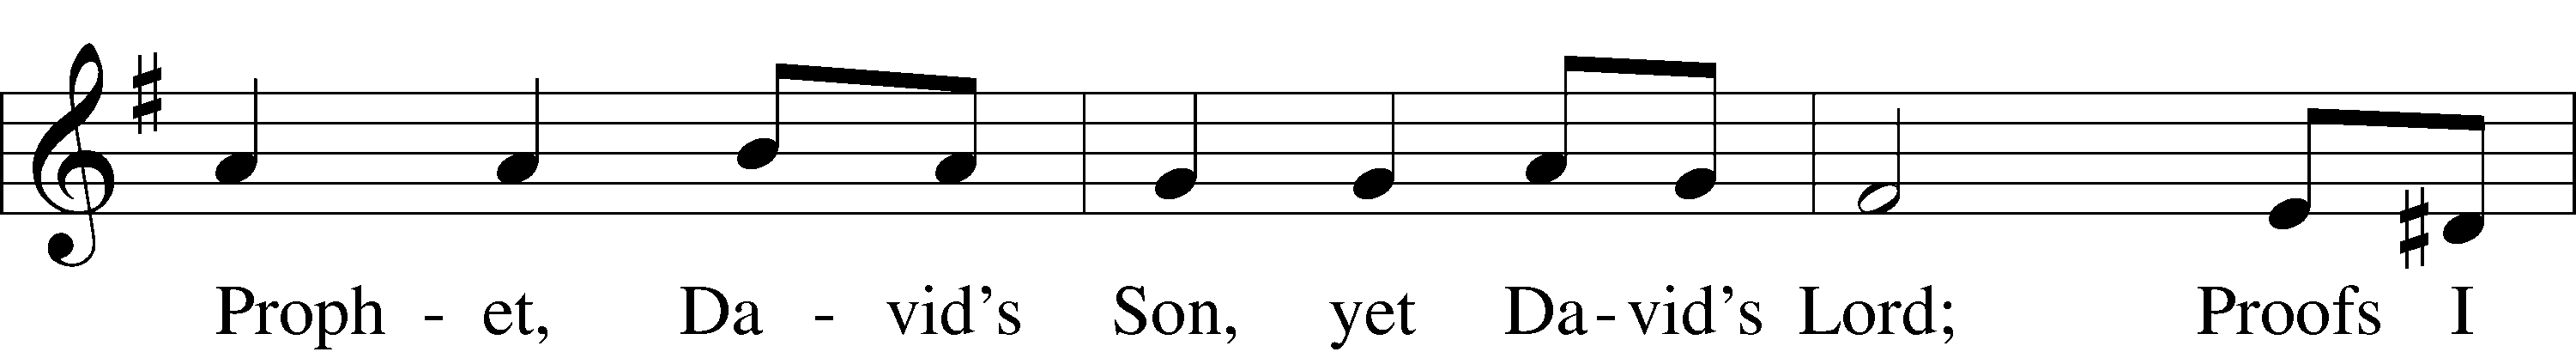 Proph - et, Da - vid's Son, yet Da - vid's Lord; Proofs I